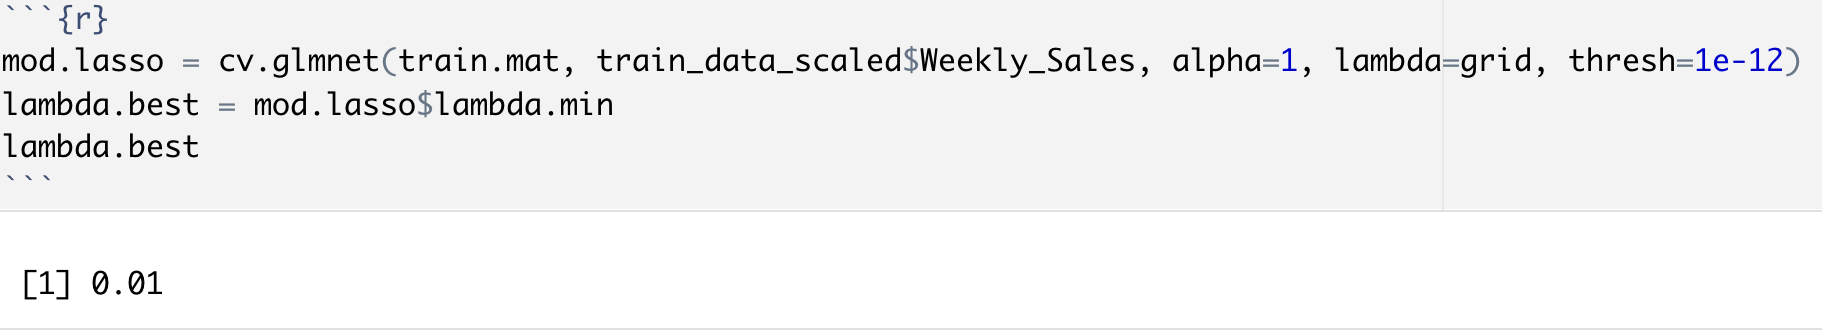 ```{r}
mod.lasso = cv.glmnet(train.mat, train_data_scaled$Weekly_Sales, alpha=1, lambda=grid, thresh=1e-12)
lambda.best = mod.lasso$lambda.min
lambda.best
```
[1] 0.01